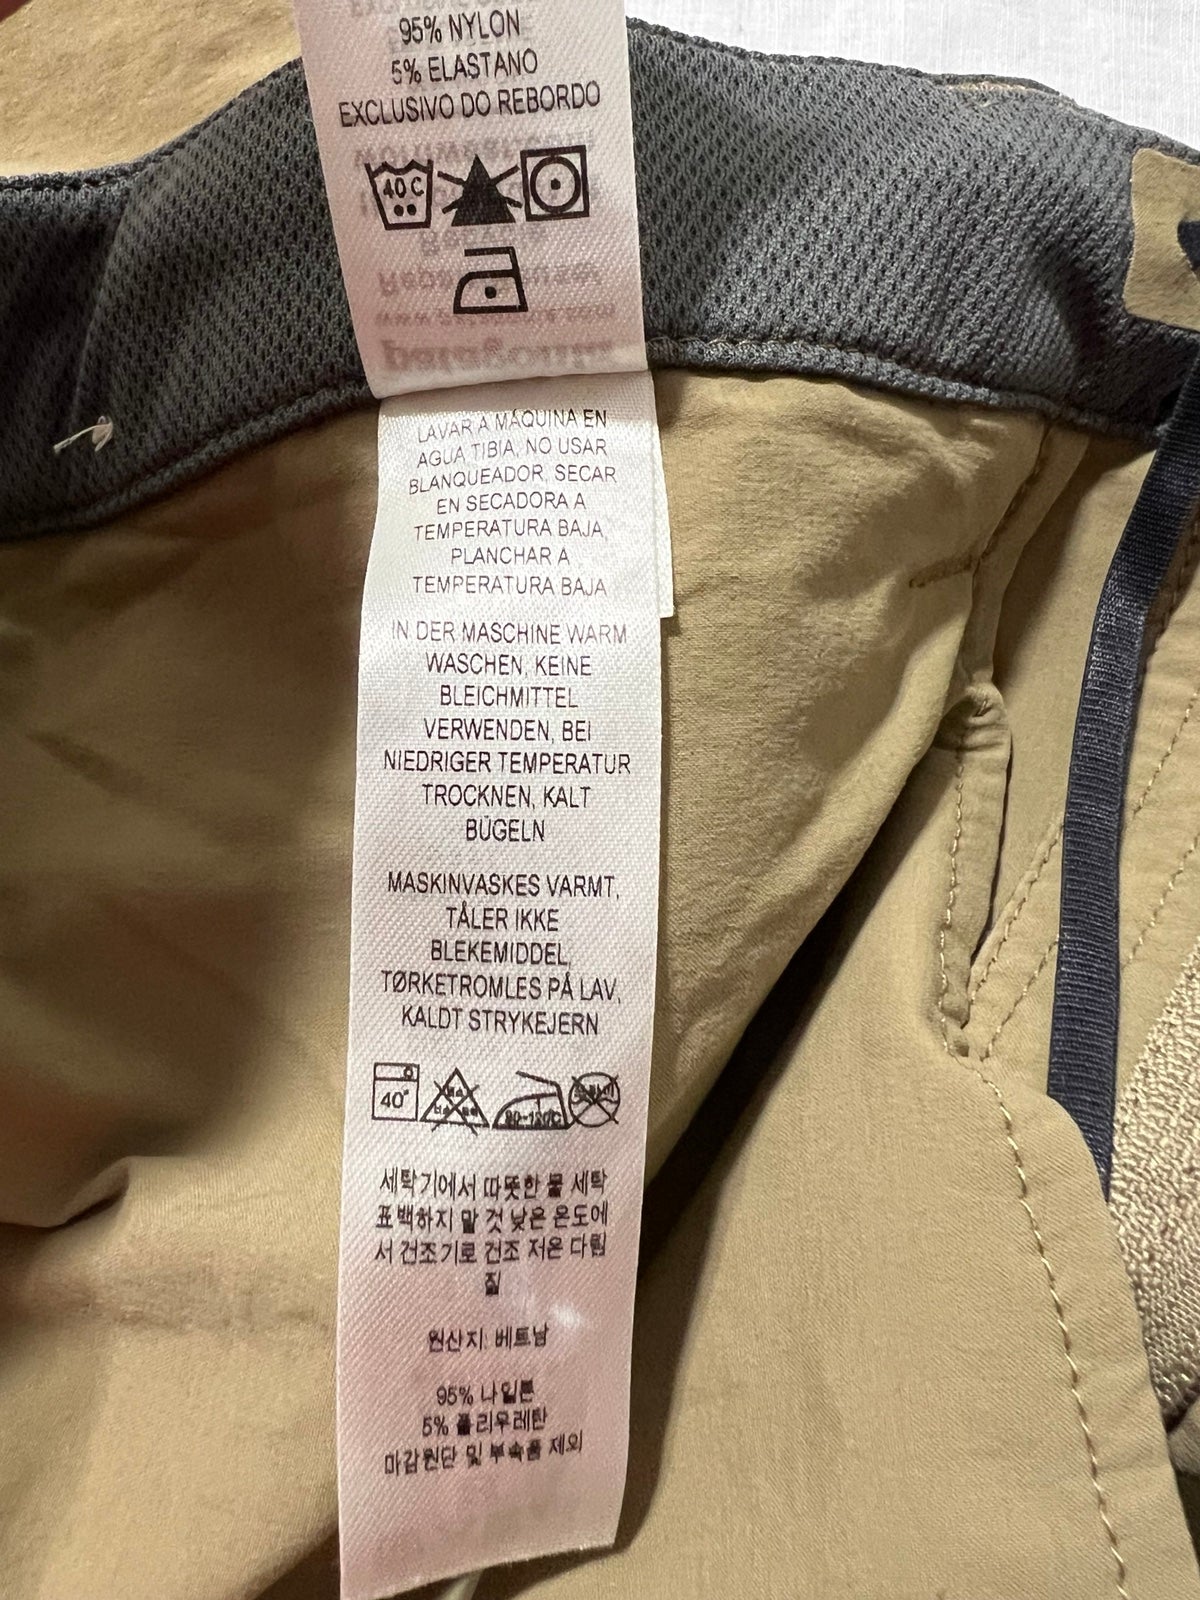 95% NYLON
5% ELASTANO
EXCLUSIVO DO REBORDO
40 C
LAVAR A MÁQUINA EN
AGUA TIBIA, NO USAR
BLANQUEADOR, SECAR
EN SECADORA A
TEMPERATURA BAJA,
PLANCHAR A
TEMPERATURA BAJA
IN DER MASCHINE WARM
WASCHEN, KEINE
BLEICHMITTEL
VERWENDEN, BEI
NIEDRIGER TEMPERATUR
TROCKNEN, KALT
BÜGELN
MASKINVASKES VARMT,
TÅLER IKKE
BLEKEMIDDEL,
TØRKETROMLES PÅ LAV,
KALDT STRYKEJERN
40° 80-120°C
세탁기에서 따뜻한 물 세탁
표백하지 말 것 낮은 온도에
서 건조기로 건조 저온 다림
질
원산지: 베트남
95% 나일론
5% 폴리우레탄
마감원단 및 부속품 제외